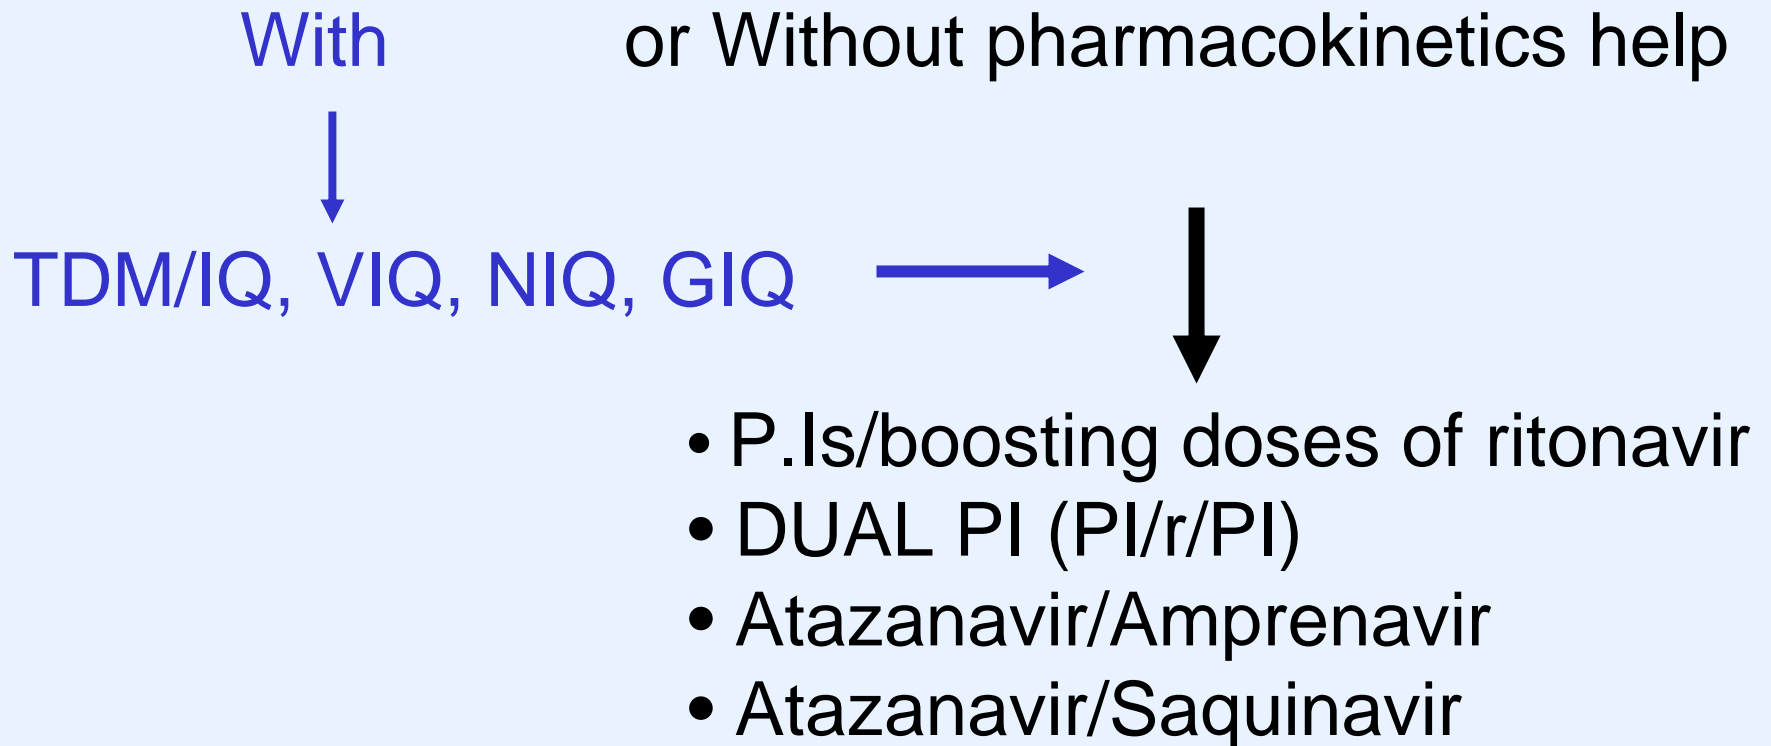 With or Without pharmacokinetics help
TDM/IQ, VIQ, NIQ, GIQ
• P.Is/boosting doses of ritonavir
• DUAL PI (PI/r/PI)
• Atazanavir/Amprenavir
• Atazanavir/Saquinavir